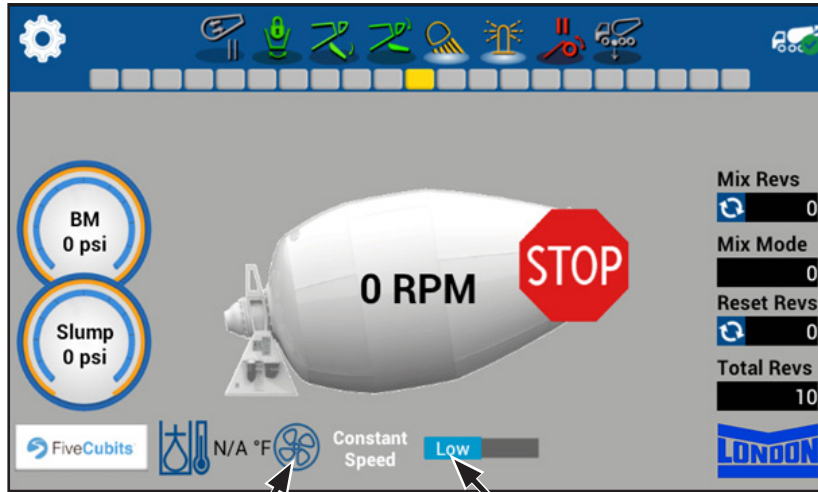 BM
0 psi
Slump
0 psi
0 RPM
STOP
Mix Revs
0
Mix Mode
0
Reset Revs
0
Total Revs
10
FiveCubits
N/A °F
Constant
Speed
Low
LONDON